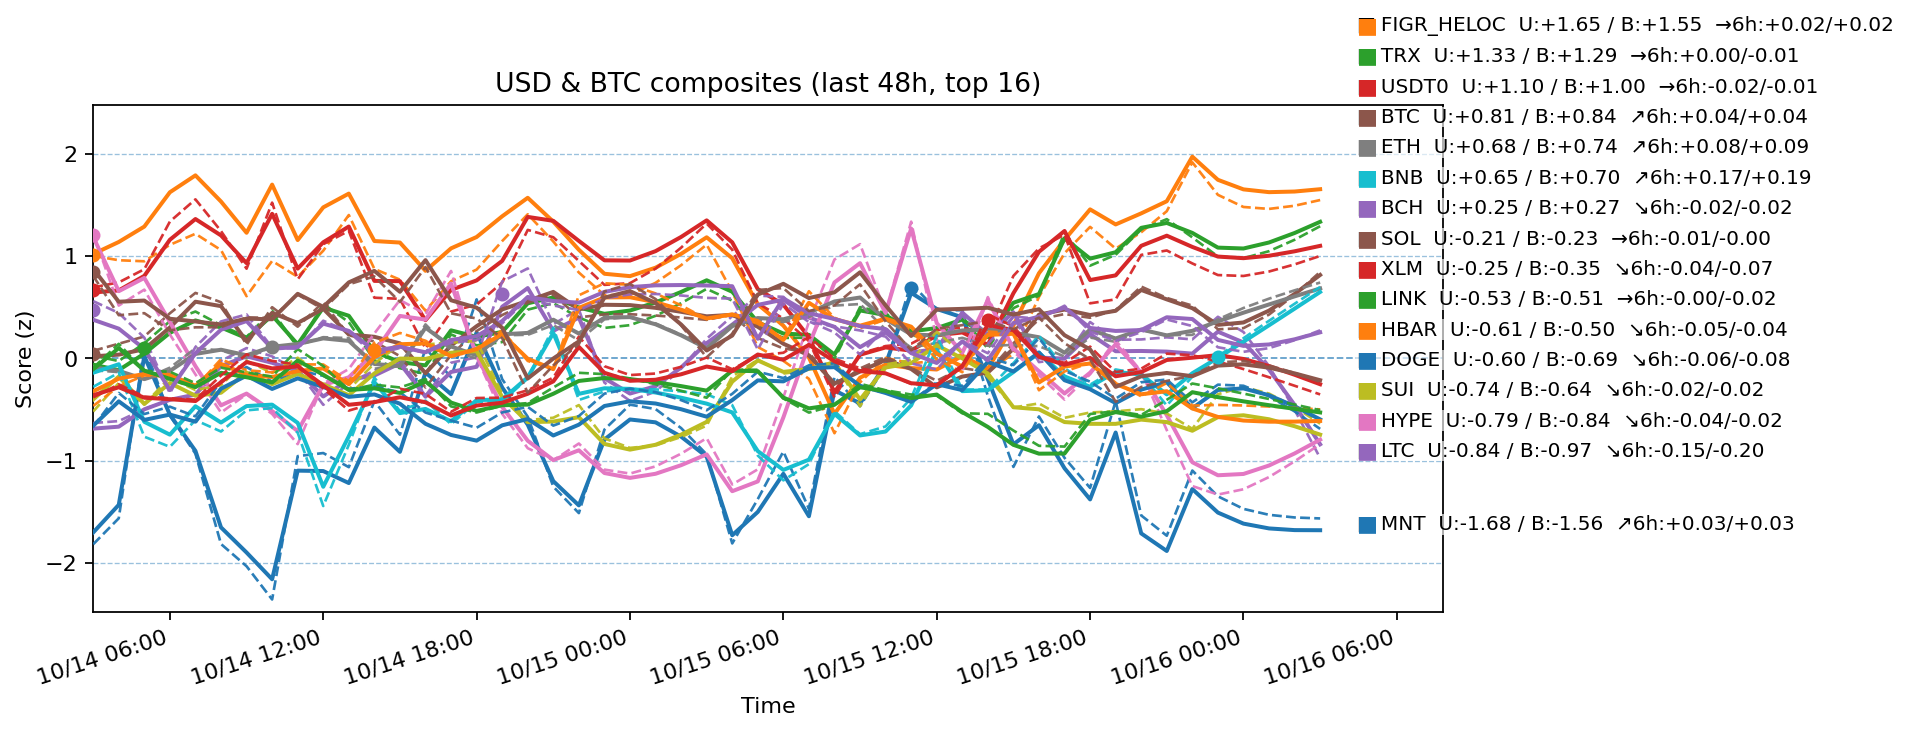 FIGR_HELOC U:+1.65 / B:+1.55 →6h:+0.02/+0.02
TRX U:+1.33 / B:+1.29 →6h:+0.00/-0.01
USDT0 U:+1.10 / B:+1.00 →6h:-0.02/-0.01
USD & BTC composites (last 48h, top 16)
BTC U:+0.81 / B:+0.84 ↗6h:+0.04/+0.04
ETH U:+0.68 / B:+0.74 ↗6h:+0.08/+0.09
BNB U:+0.65 / B:+0.70 ↗6h:+0.17/+0.19
BCH U:+0.25 / B:+0.27 ↘6h:-0.02/-0.02
SOL U:-0.21 / B:-0.23 →6h:-0.01/-0.00
XLM U:-0.25 / B:-0.35 ↘6h:-0.04/-0.07
LINK U:-0.53 / B:-0.51 →6h:-0.00/-0.02
HBAR U:-0.61 / B:-0.50 ↘6h:-0.05/-0.04
DOGE U:-0.60 / B:-0.69 ↘6h:-0.06/-0.08
SUI U:-0.74 / B:-0.64 ↘6h:-0.02/-0.02
HYPE U:-0.79 / B:-0.84 ↘6h:-0.04/-0.02
LTC U:-0.84 / B:-0.97 ↘6h:-0.15/-0.20
MNT U:-1.68 / B:-1.56 ↗6h:+0.03/+0.03
Score (z)
2
1
0
−1
−2
10/14 06:00
10/14 12:00
10/14 18:00
10/15 00:00
10/15 06:00
10/15 12:00
10/15 18:00
10/16 00:00
10/16 06:00
Time